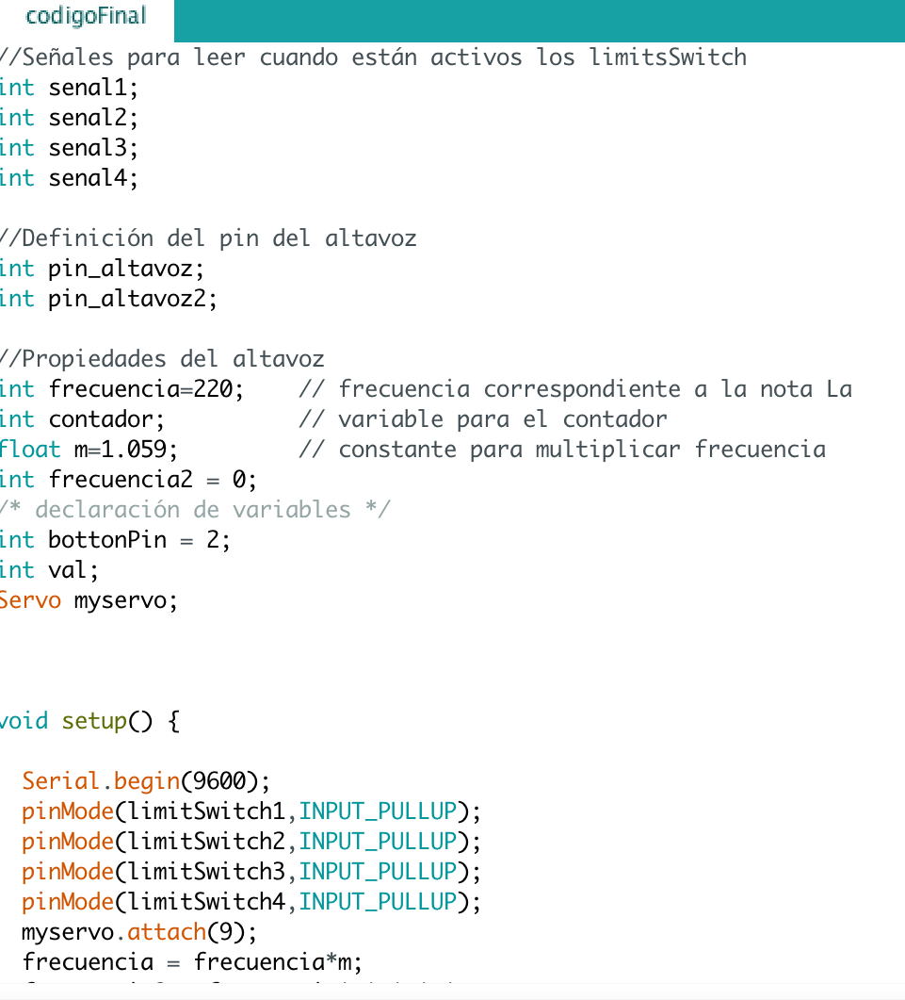 codigoFinal
//Señales para leer cuando están activos los limitsSwitch
int senal1;
int senal2;
int senal3;
int senal4;
//Definición del pin del altavoz
int pin_altavoz;
int pin_altavoz2;
//Propiedades del altavoz
int frecuencia=220;    // frecuencia correspondiente a la nota La
int contador;          // variable para el contador
float m=1.059;         // constante para multiplicar frecuencia
int frecuencia2 = 0;
/* declaración de variables */
int bottonPin = 2;
int val;
Servo myservo;
void setup() {
Serial.begin(9600);
pinMode(limitSwitch1,INPUT_PULLUP);
pinMode(limitSwitch2,INPUT_PULLUP);
pinMode(limitSwitch3,INPUT_PULLUP);
pinMode(limitSwitch4,INPUT_PULLUP);
myservo.attach(9);
frecuencia = frecuencia*m;